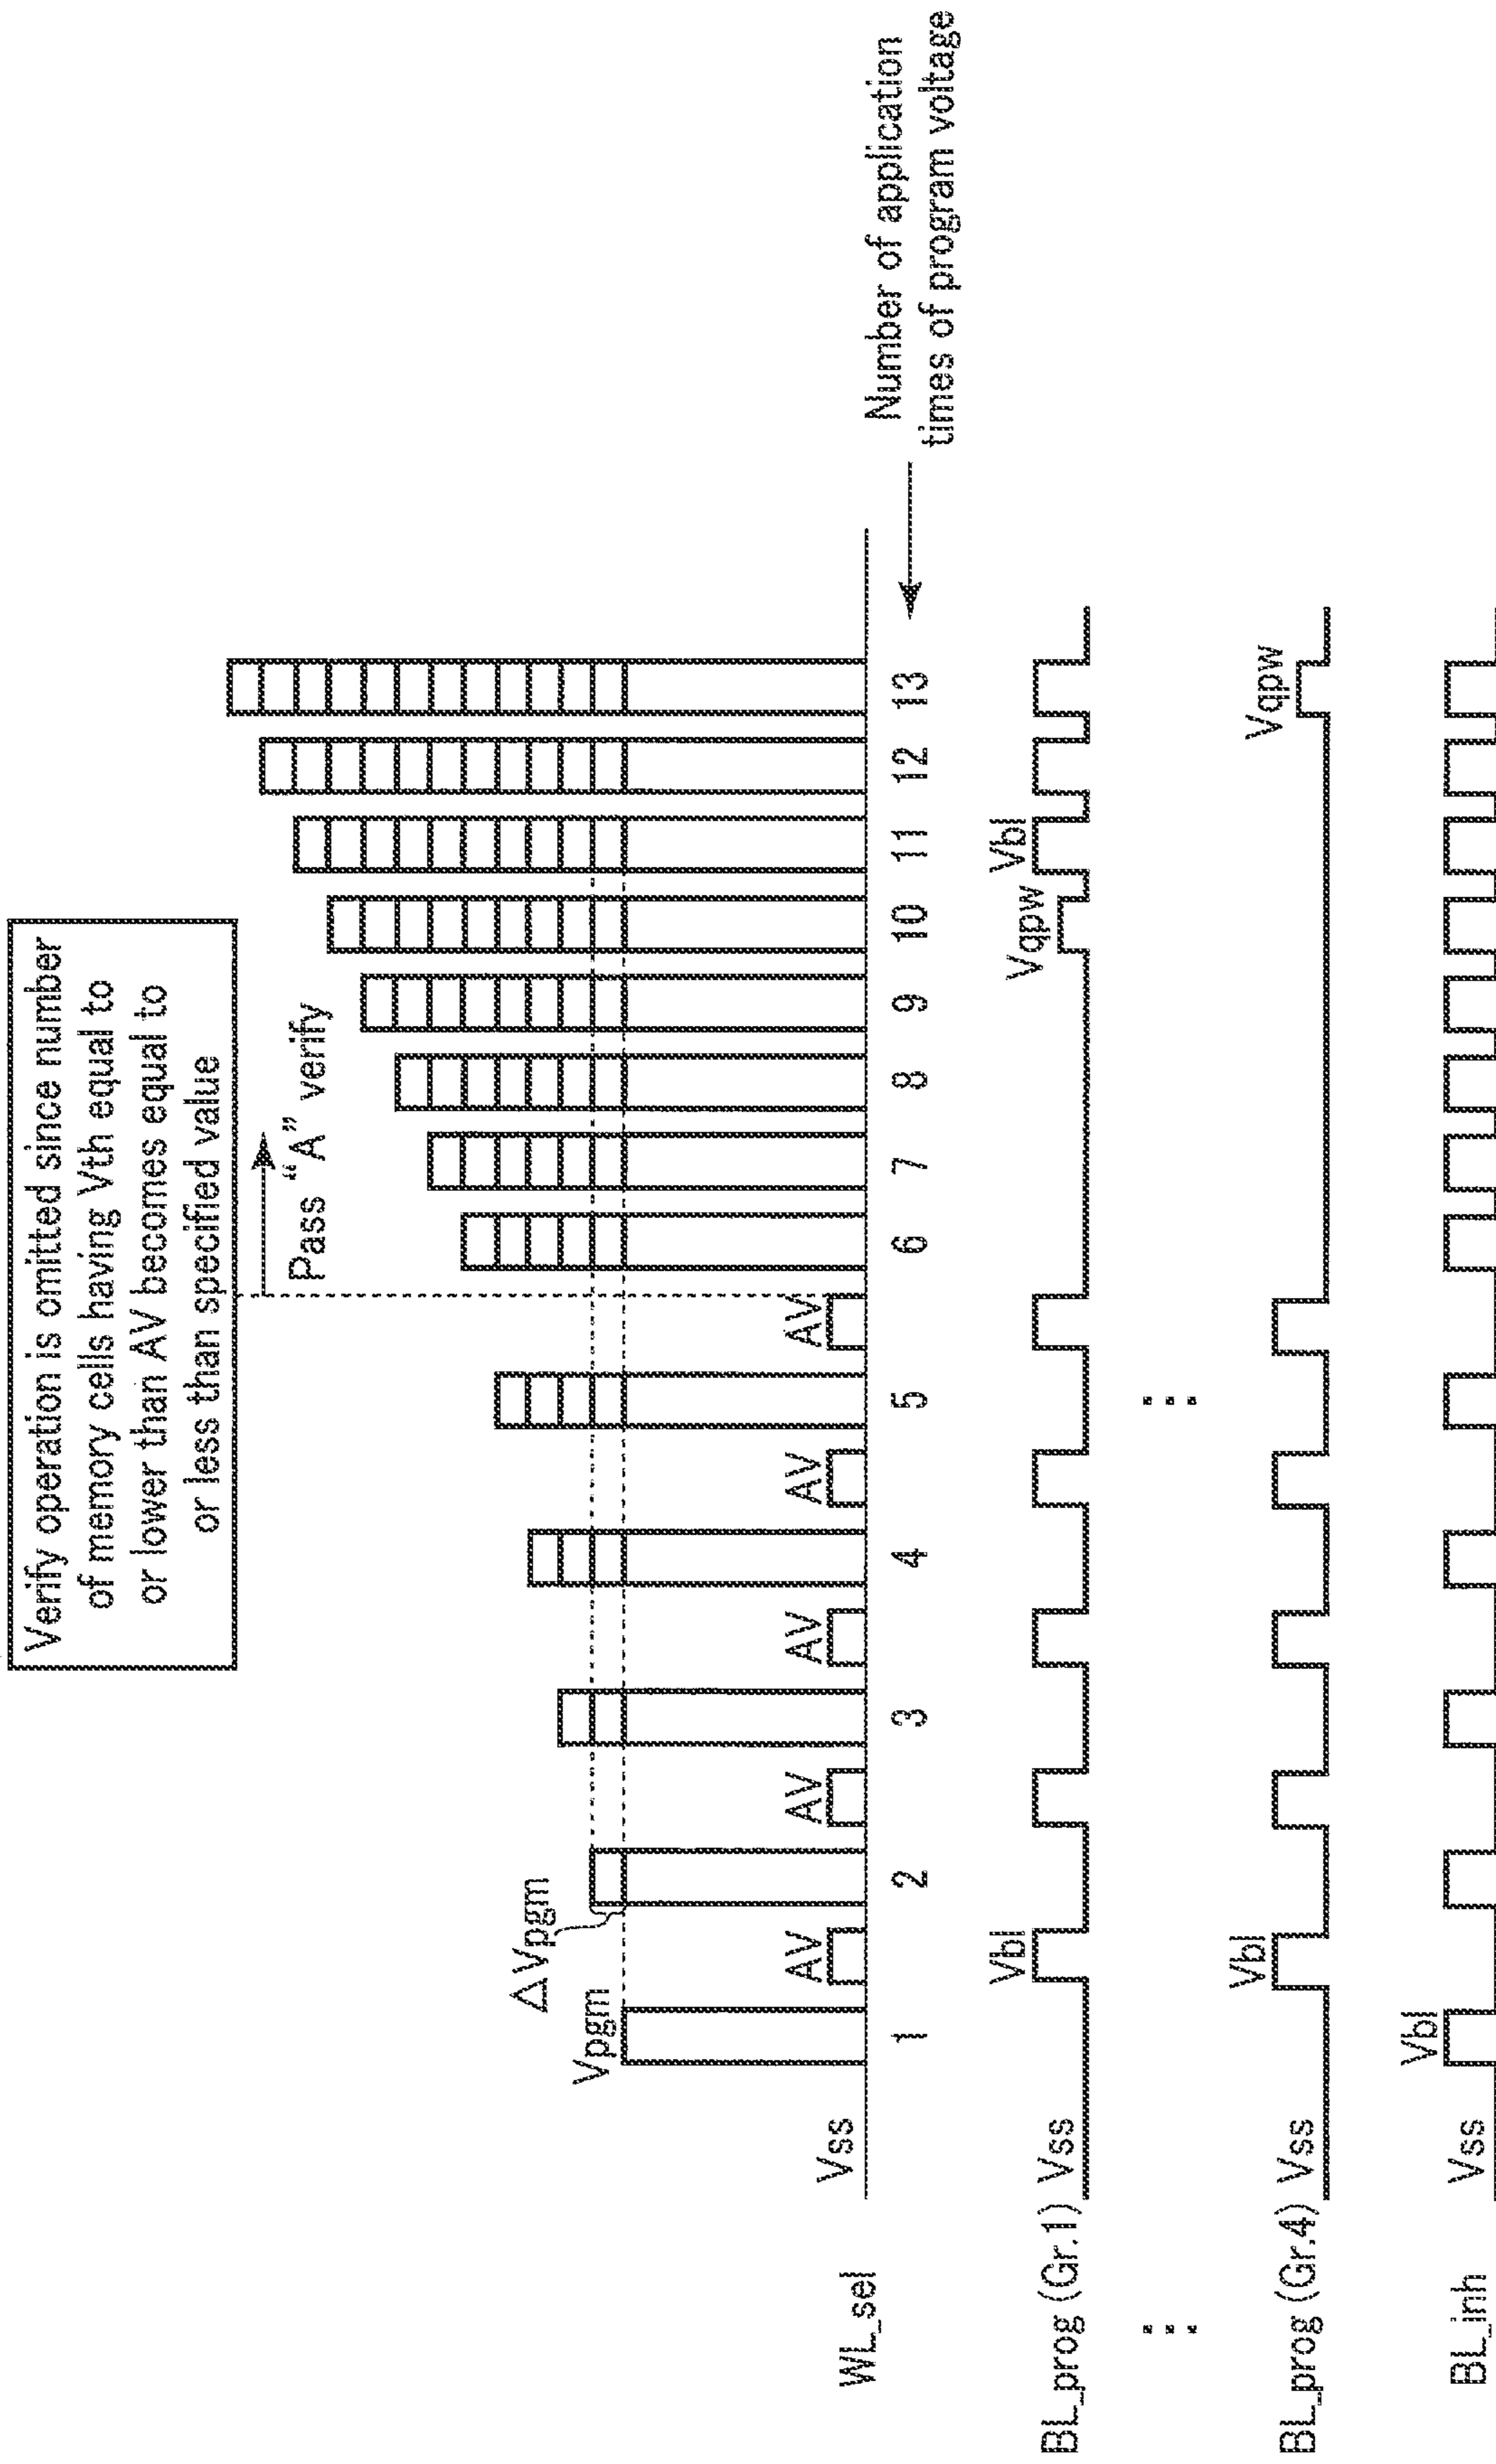 Verify operation is omitted since number
of memory cells having Vth equal to
or lower than AV becomes equal to
or less than specified value
Pass “A” verify
ΔVpgm
Vpgm
AV
AV
AV
AV
AV
WL_sel
Vss
1
2
3
4
5
6
7
8
9
10
11
12
13
Number of application
times of program voltage
BL_prog (Gr.1)
Vss
Vbl
Vqpw
Vbl
BL_prog (Gr.4)
Vss
Vbl
Vqpw
BL_inh
Vss
Vbl